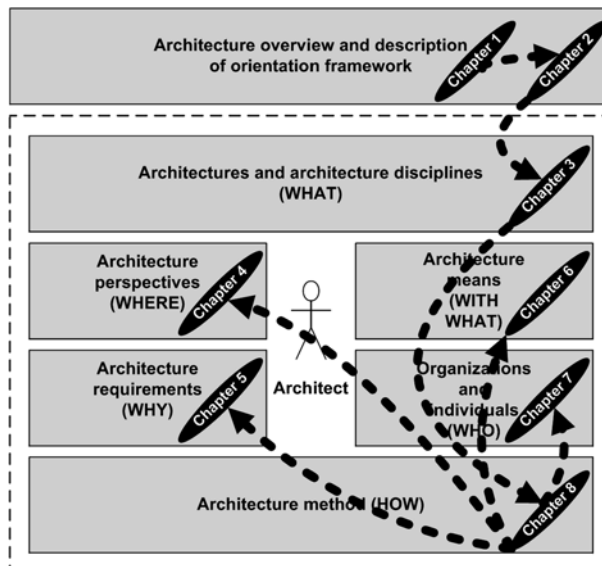 Architecture overview and description
of orientation framework
Chapter 1
Chapter 2
Architectures and architecture disciplines
(WHAT)
Chapter 3
Architecture
perspectives
(WHERE)
Chapter 4
Architecture
means
(WITH
WHAT)
Chapter 6
Architect
Architecture
requirements
(WHY)
Chapter 5
Organizations
and
Individuals
(WHO)
Chapter 7
Architecture method (HOW)
Chapter 8